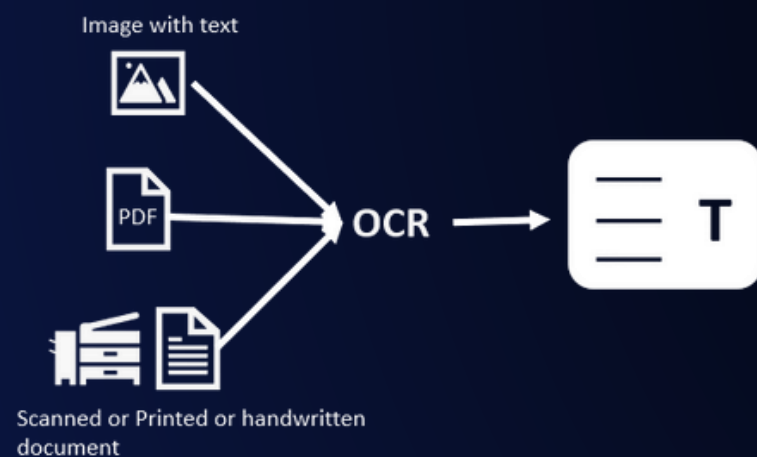 Image with text
PDF
OCR
T
Scanned or Printed or handwritten
document